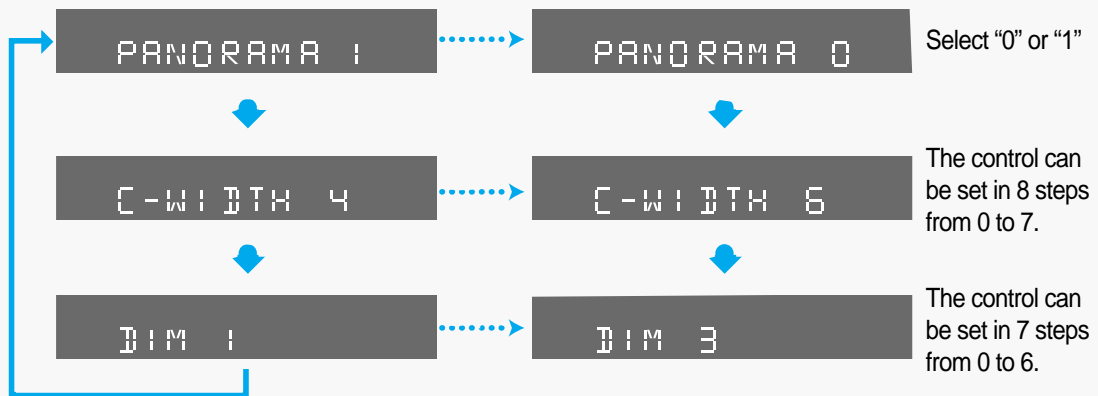 PANORAMA 1
PANORAMA 0
Select “0” or “1”
C-WIDTH 4
C-WIDTH 6
The control can
be set in 8 steps
from 0 to 7.
DIM 1
DIM 3
The control can
be set in 7 steps
from 0 to 6.